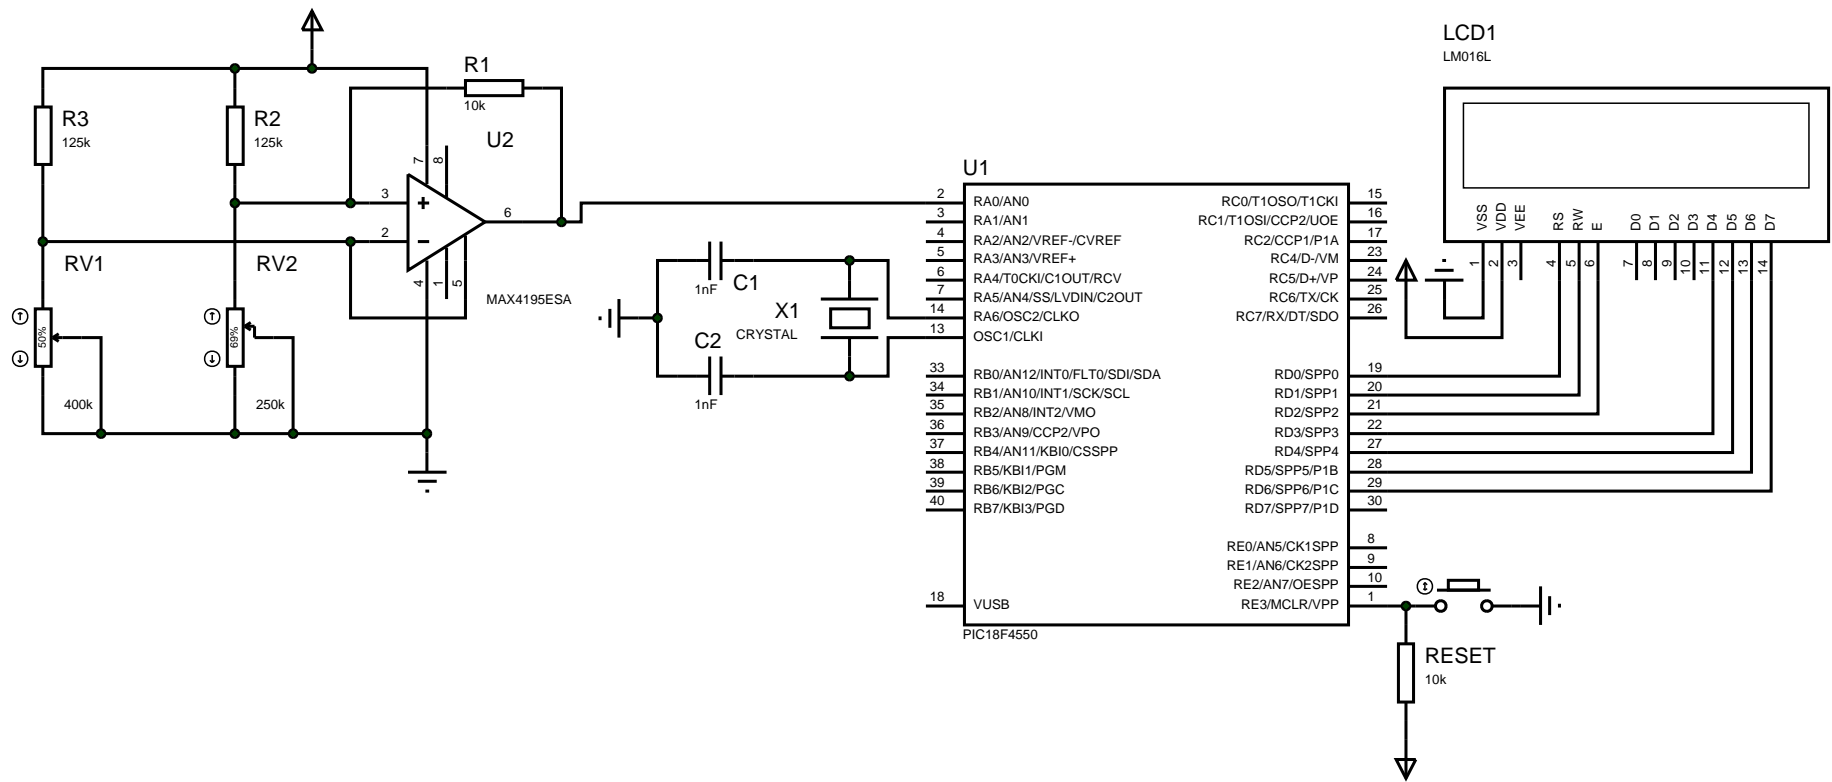 LCD1
LM016L
VSS
VDD
VEE
RS
RW
E
D0
D1
D2
D3
D4
D5
D6
D7
1
2
3
4
5
6
7
8
9
10
11
12
13
14
R3
125k
R2
125k
R1
10k
U2
7
8
3
2
6
4
1
5
MAX4195ESA
RV1
50%
400k
RV2
69%
250k
C1
1nF
C2
1nF
X1
CRYSTAL
U1
2 RA0/AN0
3 RA1/AN1
4 RA2/AN2/VREF-/CVREF
5 RA3/AN3/VREF+
6 RA4/T0CKI/C1OUT/RCV
7 RA5/AN4/SS/LVDIN/C2OUT
14 RA6/OSC2/CLKO
13 OSC1/CLKI
33 RB0/AN12/INT0/FLT0/SDI/SDA
34 RB1/AN10/INT1/SCK/SCL
35 RB2/AN8/INT2/VMO
36 RB3/AN9/CCP2/VPO
37 RB4/AN11/KBI0/CSSPP
38 RB5/KBI1/PGM
39 RB6/KBI2/PGC
40 RB7/KBI3/PGD
18 VUSB
RC0/T1OSO/T1CKI 15
RC1/T1OSI/CCP2/UOE 16
RC2/CCP1/P1A 17
RC4/D-/VM 23
RC5/D+/VP 24
RC6/TX/CK 25
RC7/RX/DT/SDO 26
RD0/SPP0 19
RD1/SPP1 20
RD2/SPP2 21
RD3/SPP3 22
RD4/SPP4 27
RD5/SPP5/P1B 28
RD6/SPP6/P1C 29
RD7/SPP7/P1D 30
RE0/AN5/CK1SPP 8
RE1/AN6/CK2SPP 9
RE2/AN7/OESPP 10
RE3/MCLR/VPP 1
PIC18F4550
RESET
10k